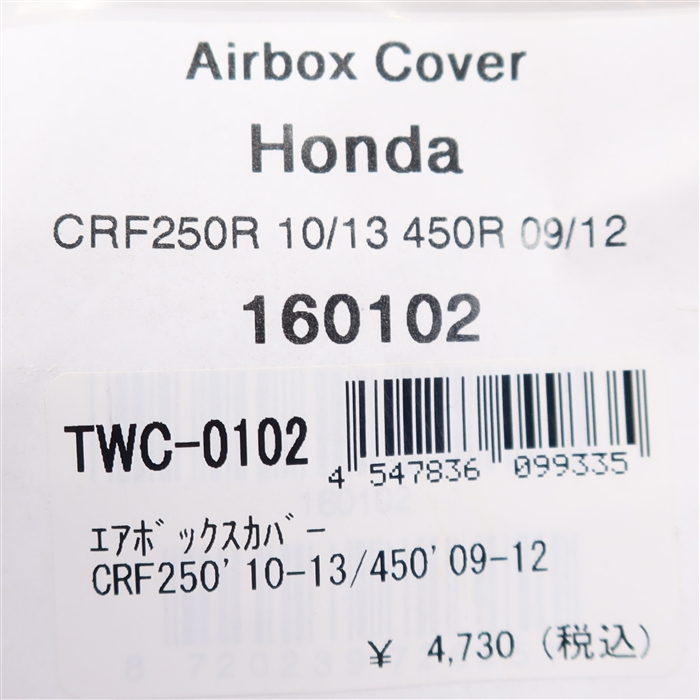 Airbox Cover
Honda
CRF250R 10/13 450R 09/12
160102
TWC-0102
4 547836 099335
ｴｱﾎﾞｯｸｽｶﾊﾞｰ
CRF250'10-13/450'09-12
¥ 4,730 (税込)
160102